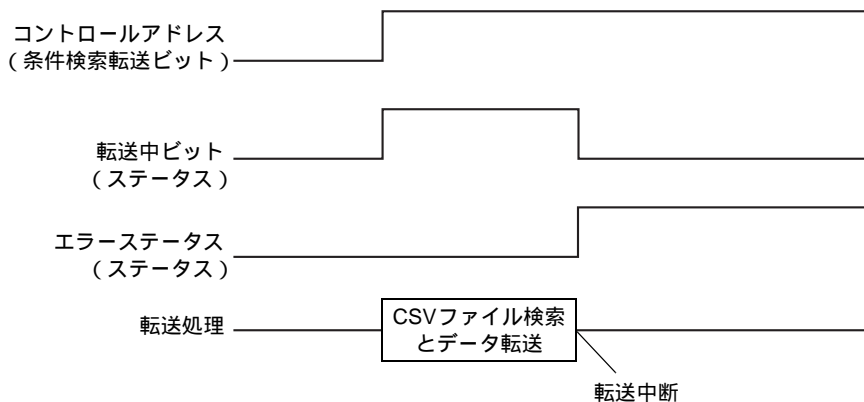 コントロールアドレス
（条件検索転送ビット）
転送中ビット
（ステータス）
エラーステータス
（ステータス）
転送処理
CSVファイル検索
とデータ転送
転送中断